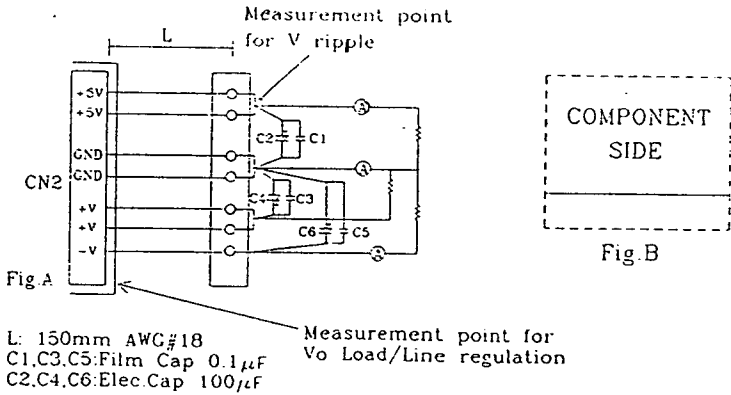 Measurement point
for V ripple
L
+5V
+5V
GND
GND
CN2
+V
+V
-V
A
A
A
C2
C1
C4
C3
C6
C5
COMPONENT
SIDE
Fig.A
Fig.B
L: 150mm AWG#18
C1,C3,C5:Film Cap 0.1µF
C2,C4,C6:Elec.Cap 100µF
Measurement point for
Vo Load/Line regulation